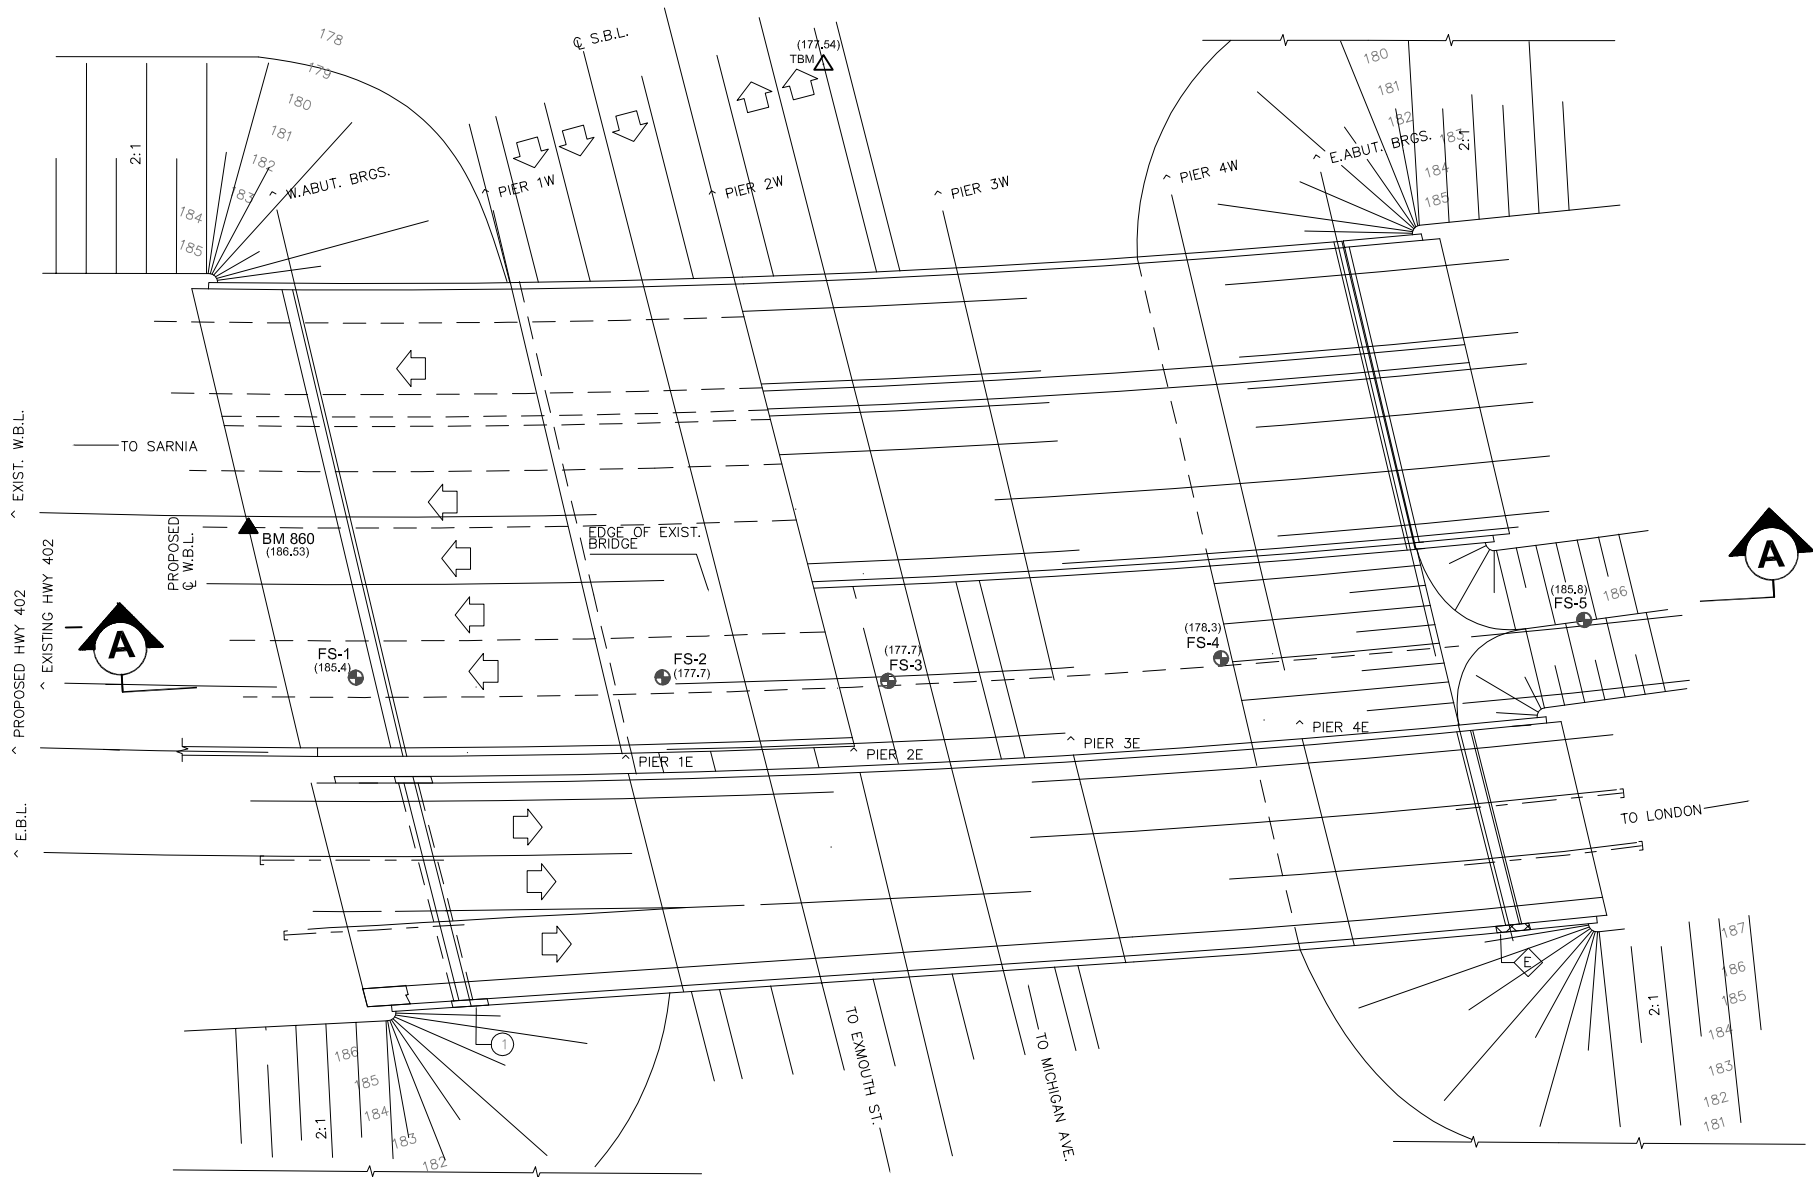 178
179
180
181
182
183
184
185
2:1
^ W.ABUT. BRGS.
^ PIER 1W
℄ S.B.L.
^ PIER 2W
(177.54)
TBM
^ PIER 3W
^ PIER 4W
^ E.ABUT. BRGS.
180
181
182
183
184
185
2:1
^ EXIST. W.B.L.
TO SARNIA
PROPOSED
℄ W.B.L.
BM 860
(186.53)
EDGE OF EXIST.
BRIDGE
^ PROPOSED HWY 402
^ EXISTING HWY 402
A
FS-1
(185.4)
FS-2
(177.7)
(177.7)
FS-3
(178.3)
FS-4
(185.8)
FS-5
186
A
^ PIER 1E
^ PIER 2E
^ PIER 3E
^ PIER 4E
^ E.B.L.
TO LONDON
E
1
TO EXMOUTH ST.
TO MICHIGAN AVE.
186
185
184
183
182
2:1
187
186
185
184
183
182
181
2:1